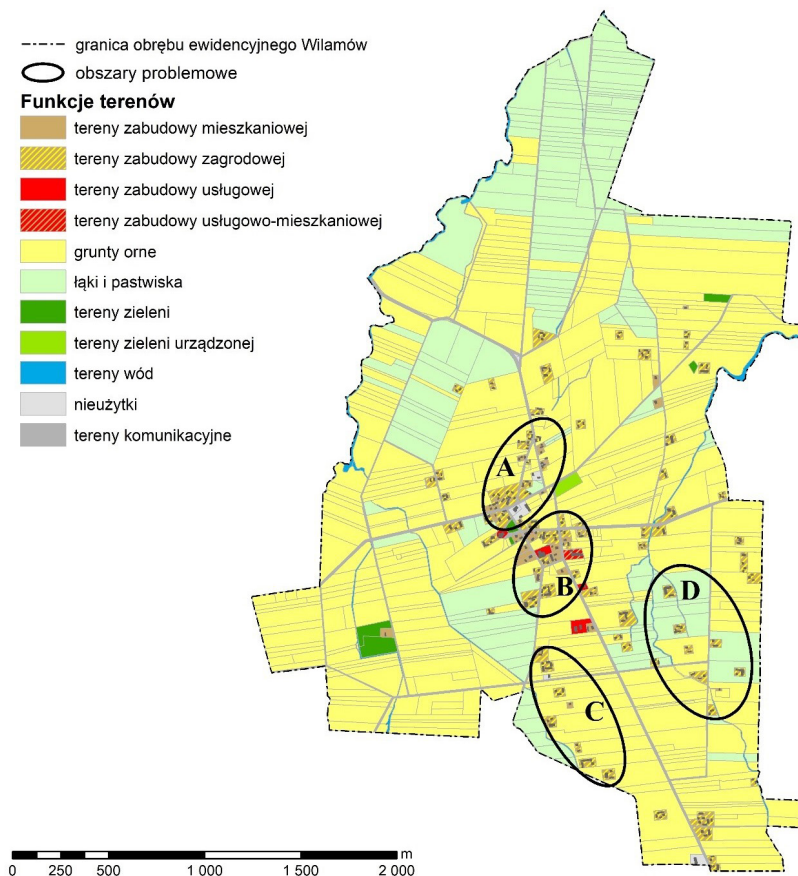 granica obrębu ewidencyjnego Wilamów
obszary problemowe
Funkcje terenów
tereny zabudowy mieszkaniowej
tereny zabudowy zagrodowej
tereny zabudowy usługowej
tereny zabudowy usługowo-mieszkaniowej
grunty orne
łąki i pastwiska
tereny zieleni
tereny zieleni urządzonej
tereny wód
nieużytki
tereny komunikacyjne
A
B
D
C
m
0 250 500 1 000 1 500 2 000